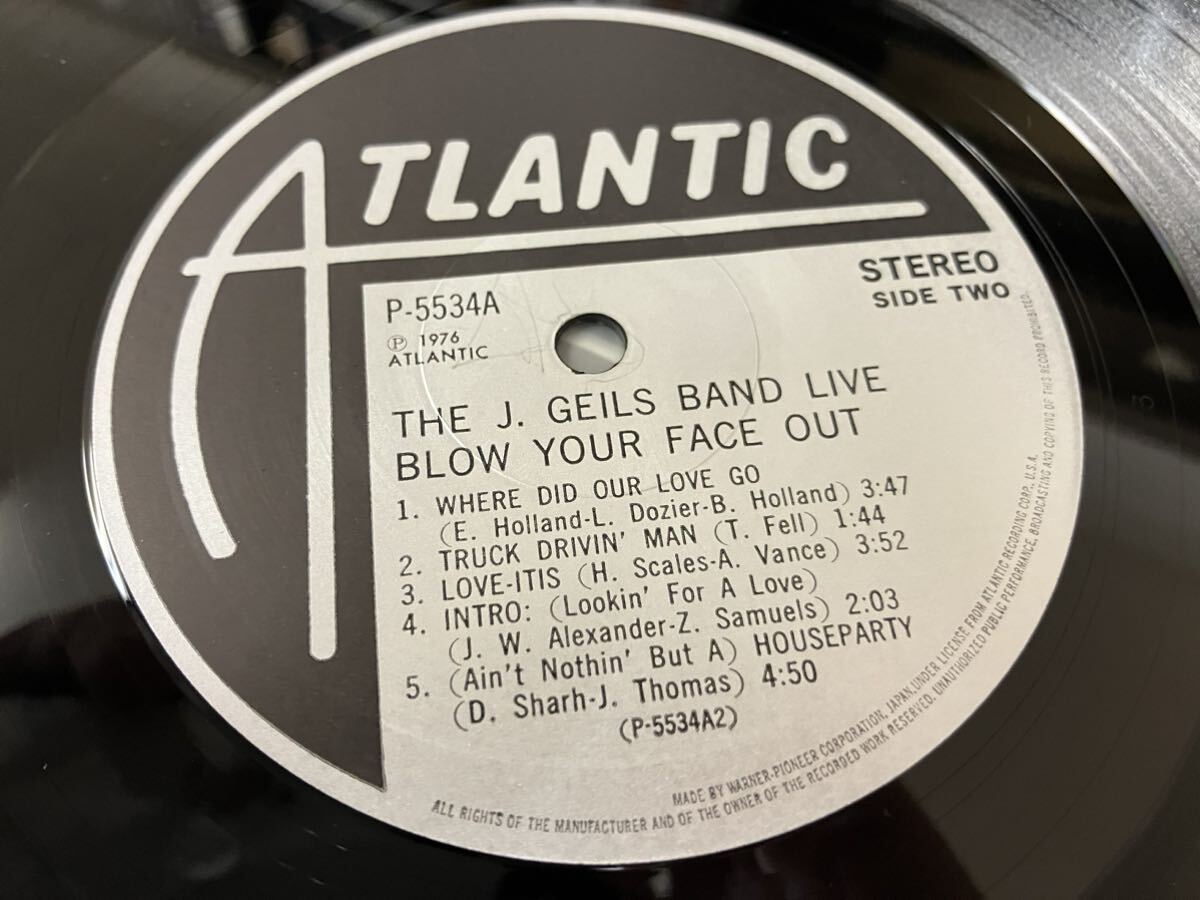 ATLANTIC
STEREO
SIDE TWO
P-5534A
Ⓟ 1976
ATLANTIC
THE J. GEILS BAND LIVE
BLOW YOUR FACE OUT
1. WHERE DID OUR LOVE GO
(E. Holland-L. Dozier-B. Holland) 3:47
2. TRUCK DRIVIN' MAN (T. Fell) 1:44
3. LOVE-ITIS (H. Scales-A. Vance) 3:52
4. INTRO: (Lookin' For A Love)
(J. W. Alexander-Z. Samuels) 2:03
5. (Ain't Nothin' But A) HOUSEPARTY
(D. Sharh-J. Thomas) 4:50
(P-5534A2)
MADE BY WARNER-PIONEER CORPORATION, JAPAN, UNDER LICENSE FROM ATLANTIC RECORDING CORP., U.S.A.
ALL RIGHTS OF THE MANUFACTURER AND OF THE OWNER OF THE RECORDED WORK RESERVED. UNAUTHORIZED PUBLIC PERFORMANCE, BROADCASTING AND COPYING OF THIS RECORD PROHIBITED.
3